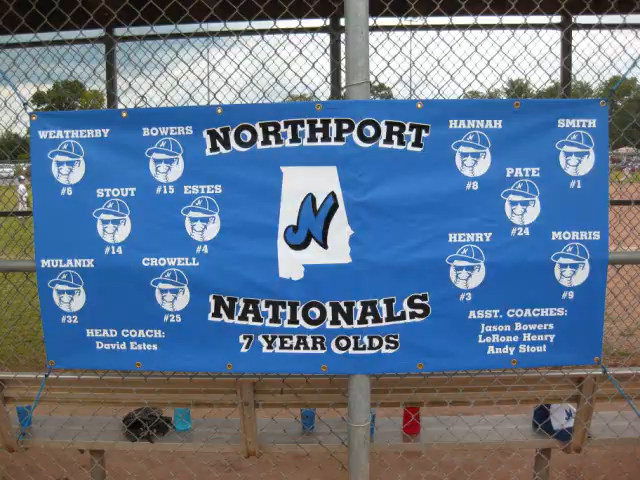 NORTHPORT
WEATHERBY
#6
BOWERS
#15
STOUT
#14
ESTES
#4
MULANIX
#32
CROWELL
#25
HEAD COACH:
David Estes
N
NATIONALS
7 YEAR OLDS
HANNAH
#8
SMITH
#1
PATE
#24
HENRY
#3
MORRIS
#9
ASST. COACHES:
Jason Bowers
LeRone Henry
Andy Stout